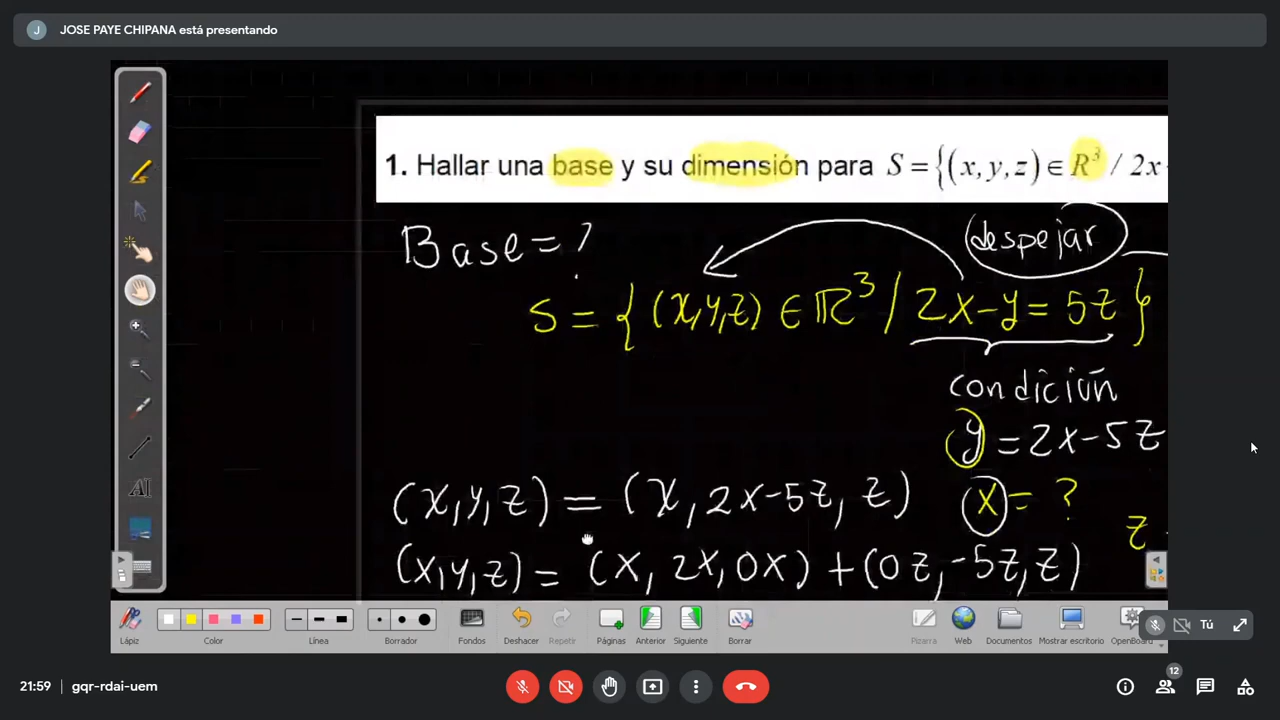 J JOSE PAYE CHIPANA está presentando
1. Hallar una base y su dimensión para S = {(x, y, z) ∈ R³ / 2x
Base = ?
despejar
S = {(x,y,z) ∈ ℝ³ / 2x-y = 5z}
condición
y = 2x-5z
(x,y,z) = (x, 2x-5z, z)
x = ?
z
(x,y,z) = (x, 2x, 0x) + (0z, -5z, z)
Lápiz Color Línea Borrador Fondos Deshacer Repetir Páginas Anterior Siguiente Borrar Pizarra Web Documentos Mostrar escritorio OpenBoard
Tú
21:59 gqr-rdai-uem
12